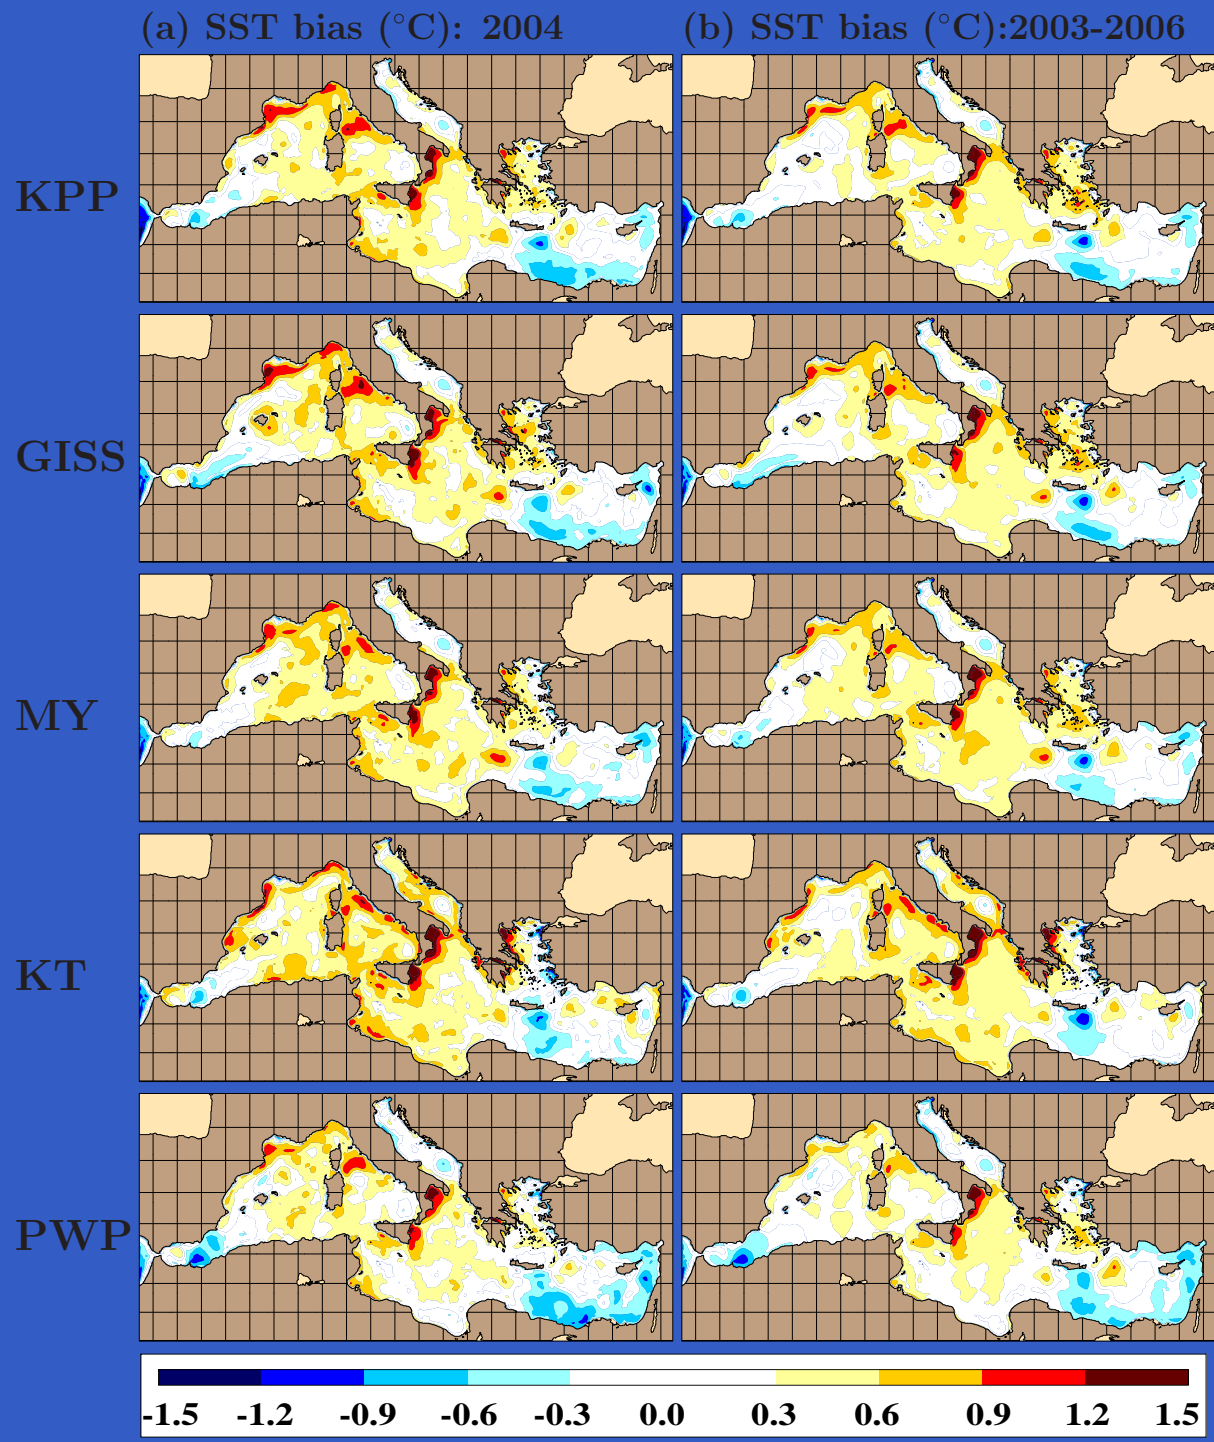 (a) SST bias (°C): 2004
(b) SST bias (°C):2003-2006
KPP
GISS
MY
KT
PWP
-1.5 -1.2 -0.9 -0.6 -0.3 0.0 0.3 0.6 0.9 1.2 1.5